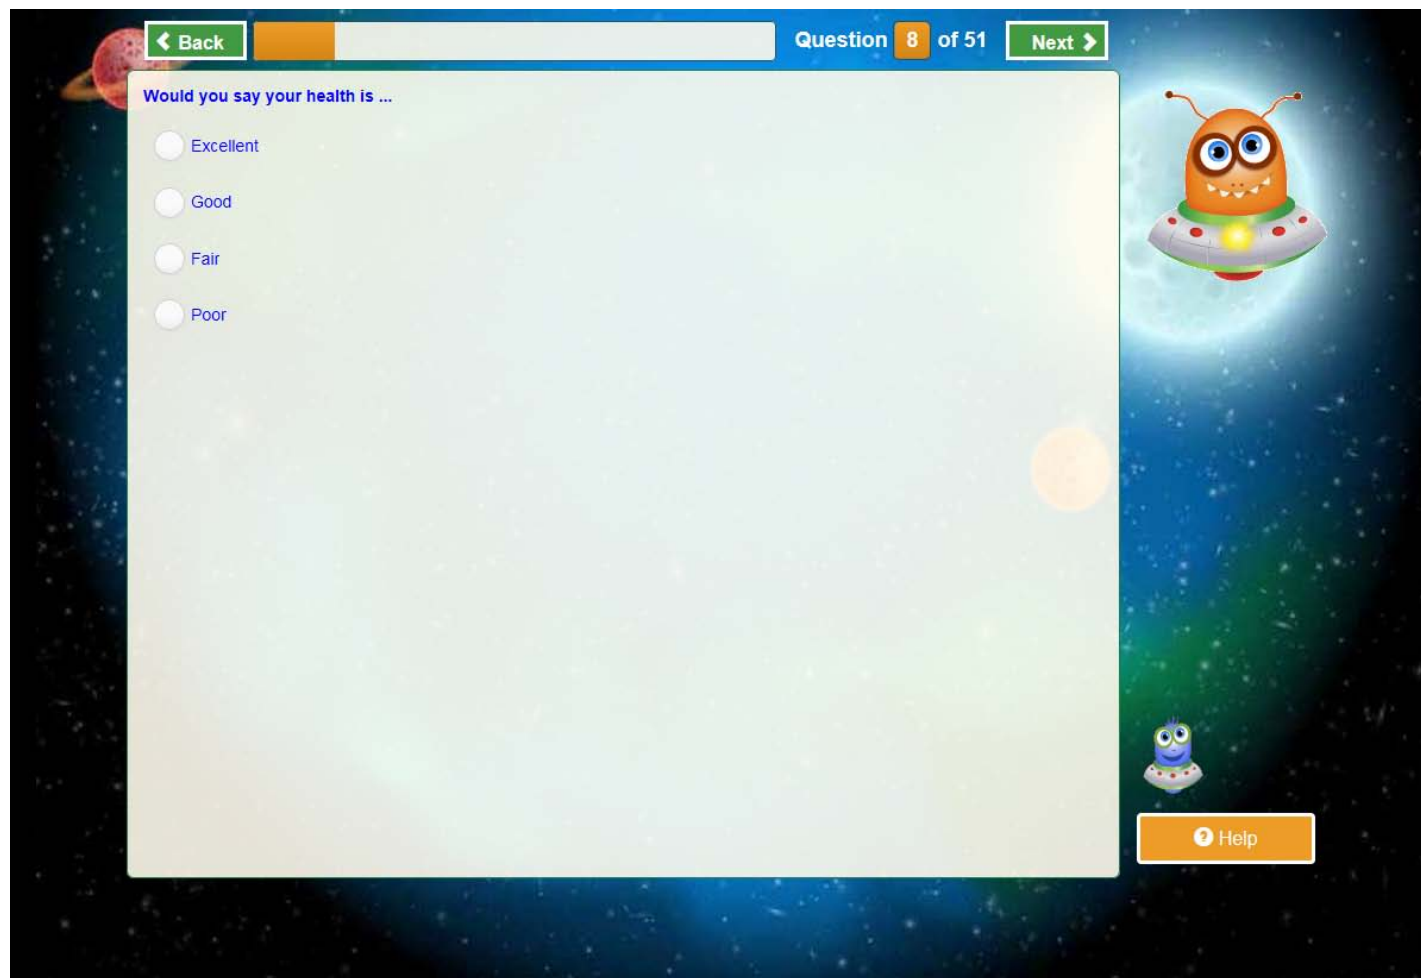 Back
Question 8 of 51
Next
Would you say your health is ...
Excellent
Good
Fair
Poor
Help